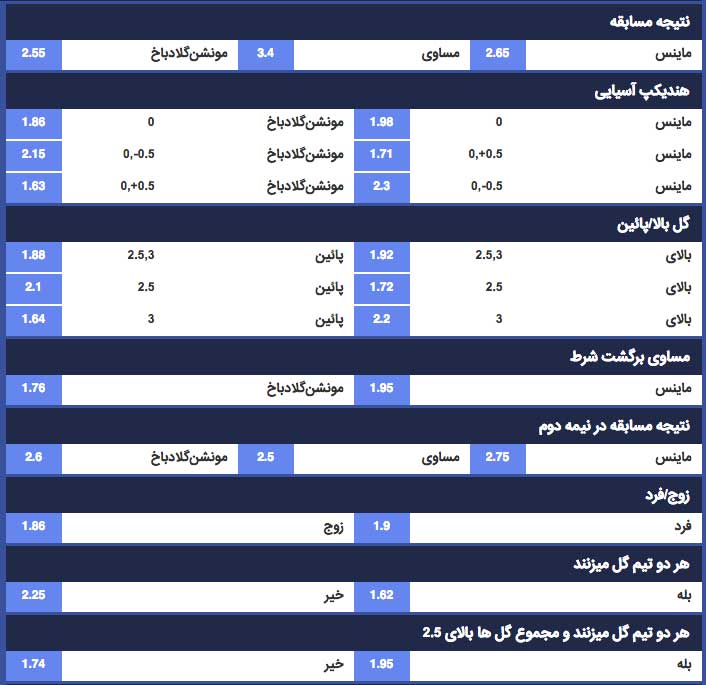 نتیجه مسابقه
ماینس 2.65 مساوی 3.4 مونشن‌گلادباخ 2.55
هندیکپ آسیایی
ماینس 0 1.98 مونشن‌گلادباخ 0 1.86
ماینس 0,+0.5 1.71 مونشن‌گلادباخ 0,-0.5 2.15
ماینس 0,-0.5 2.3 مونشن‌گلادباخ 0,+0.5 1.63
گل بالا/پائین
بالای 2.5,3 1.92 پائین 2.5,3 1.88
بالای 2.5 1.72 پائین 2.5 2.1
بالای 3 2.2 پائین 3 1.64
مساوی برگشت شرط
ماینس 1.95 مونشن‌گلادباخ 1.76
نتیجه مسابقه در نیمه دوم
ماینس 2.75 مساوی 2.5 مونشن‌گلادباخ 2.6
زوج/فرد
فرد 1.9 زوج 1.86
هر دو تیم گل میزنند
بله 1.62 خیر 2.25
هر دو تیم گل میزنند و مجموع گل ها بالای 2.5
بله 1.95 خیر 1.74